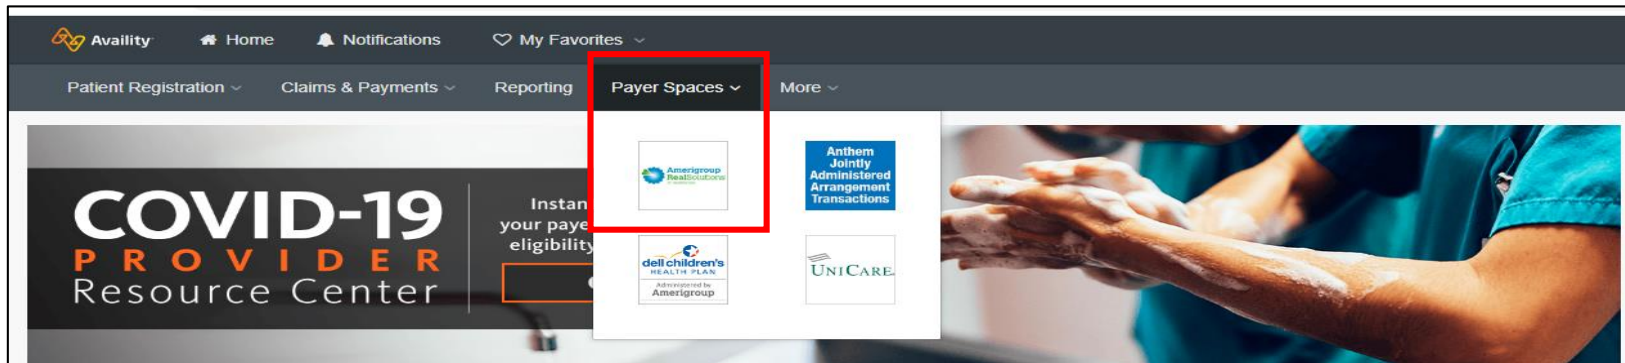 Availity Home Notifications My Favorites
Patient Registration Claims & Payments Reporting Payer Spaces More
COVID-19
PROVIDER
Resource Center
Instan
your paye
eligibility
Amerigroup
RealSolutions
Anthem
Jointly
Administered
Arrangement
Transactions
dell children's
HEALTH PLAN
Administered by
Amerigroup
UNICARE